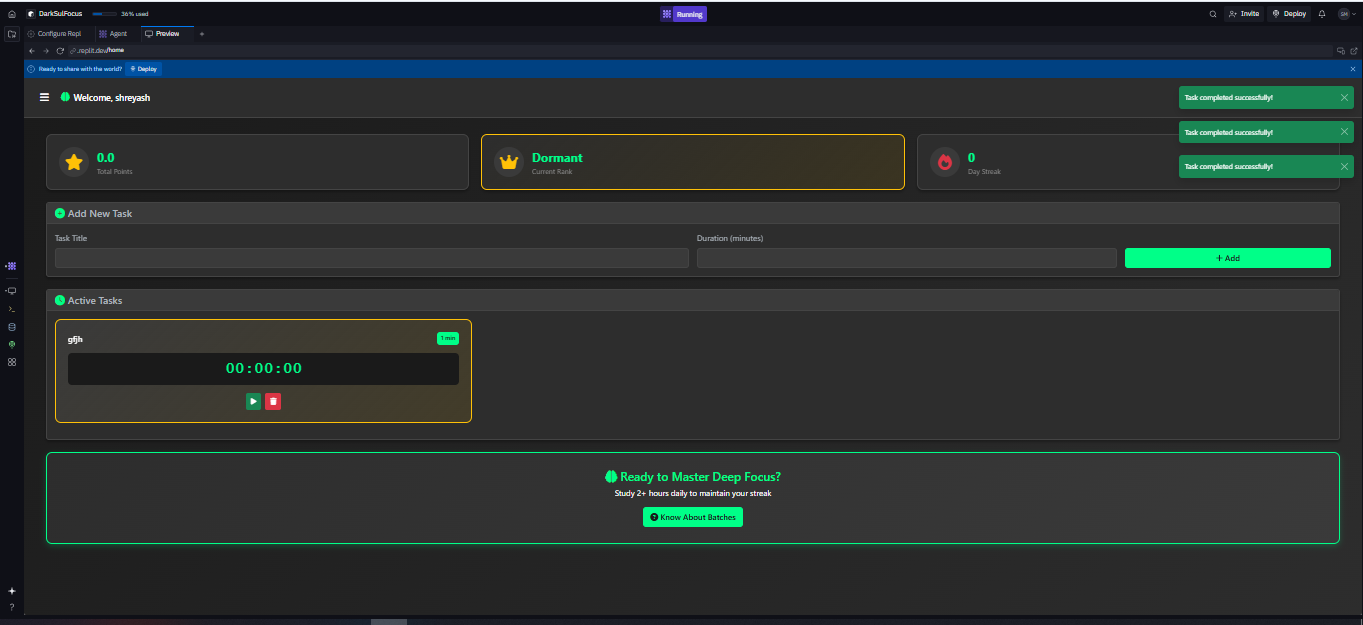 DarkSulFocus 36% used Running Invite Deploy SM
Configure Repl Agent Preview
.replit.dev/home
Ready to share with the world? Deploy
Welcome, shreyash
Task completed successfully!
Task completed successfully!
Task completed successfully!
0.0
Total Points
Dormant
Current Rank
0
Day Streak
Add New Task
Task Title Duration (minutes)
+ Add
Active Tasks
gfjh 1 min
00:00:00
Ready to Master Deep Focus?
Study 2+ hours daily to maintain your streak
Know About Batches